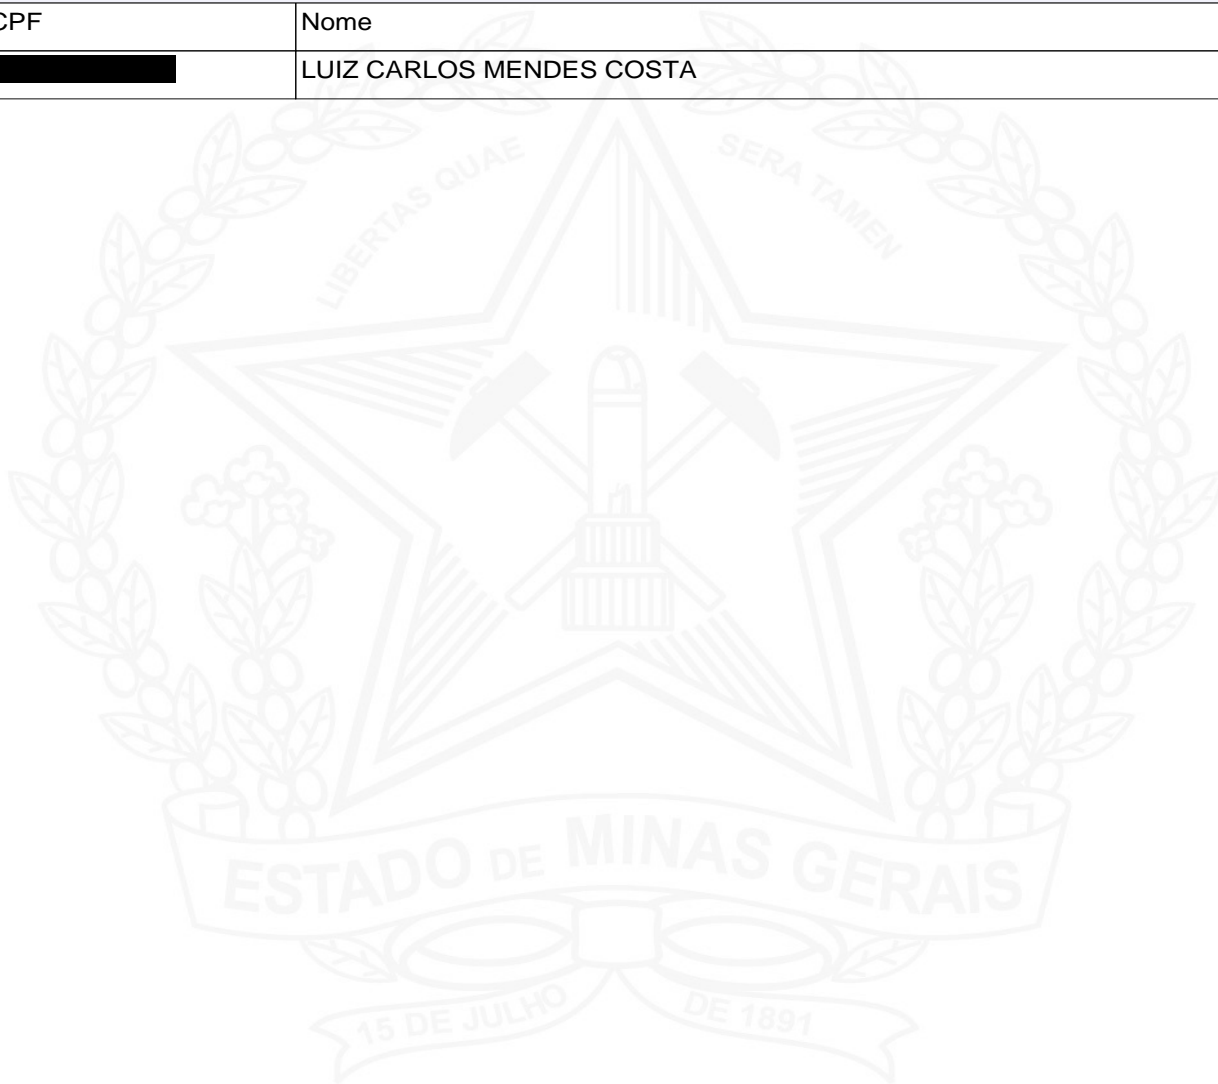 CPF Nome
LUIZ CARLOS MENDES COSTA
LIBERTAS QUAE SERA TAMEN
ESTADO DE MINAS GERAIS
15 DE JULHO DE 1891